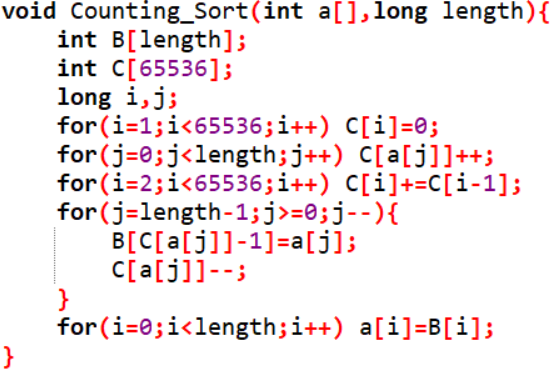 void Counting_Sort(int a[],long length){
    int B[length];
    int C[65536];
    long i,j;
    for(i=1;i<65536;i++) C[i]=0;
    for(j=0;j<length;j++) C[a[j]]++;
    for(i=2;i<65536;i++) C[i]+=C[i-1];
    for(j=length-1;j>=0;j--){
        B[C[a[j]]-1]=a[j];
        C[a[j]]--;
    }
    for(i=0;i<length;i++) a[i]=B[i];
}